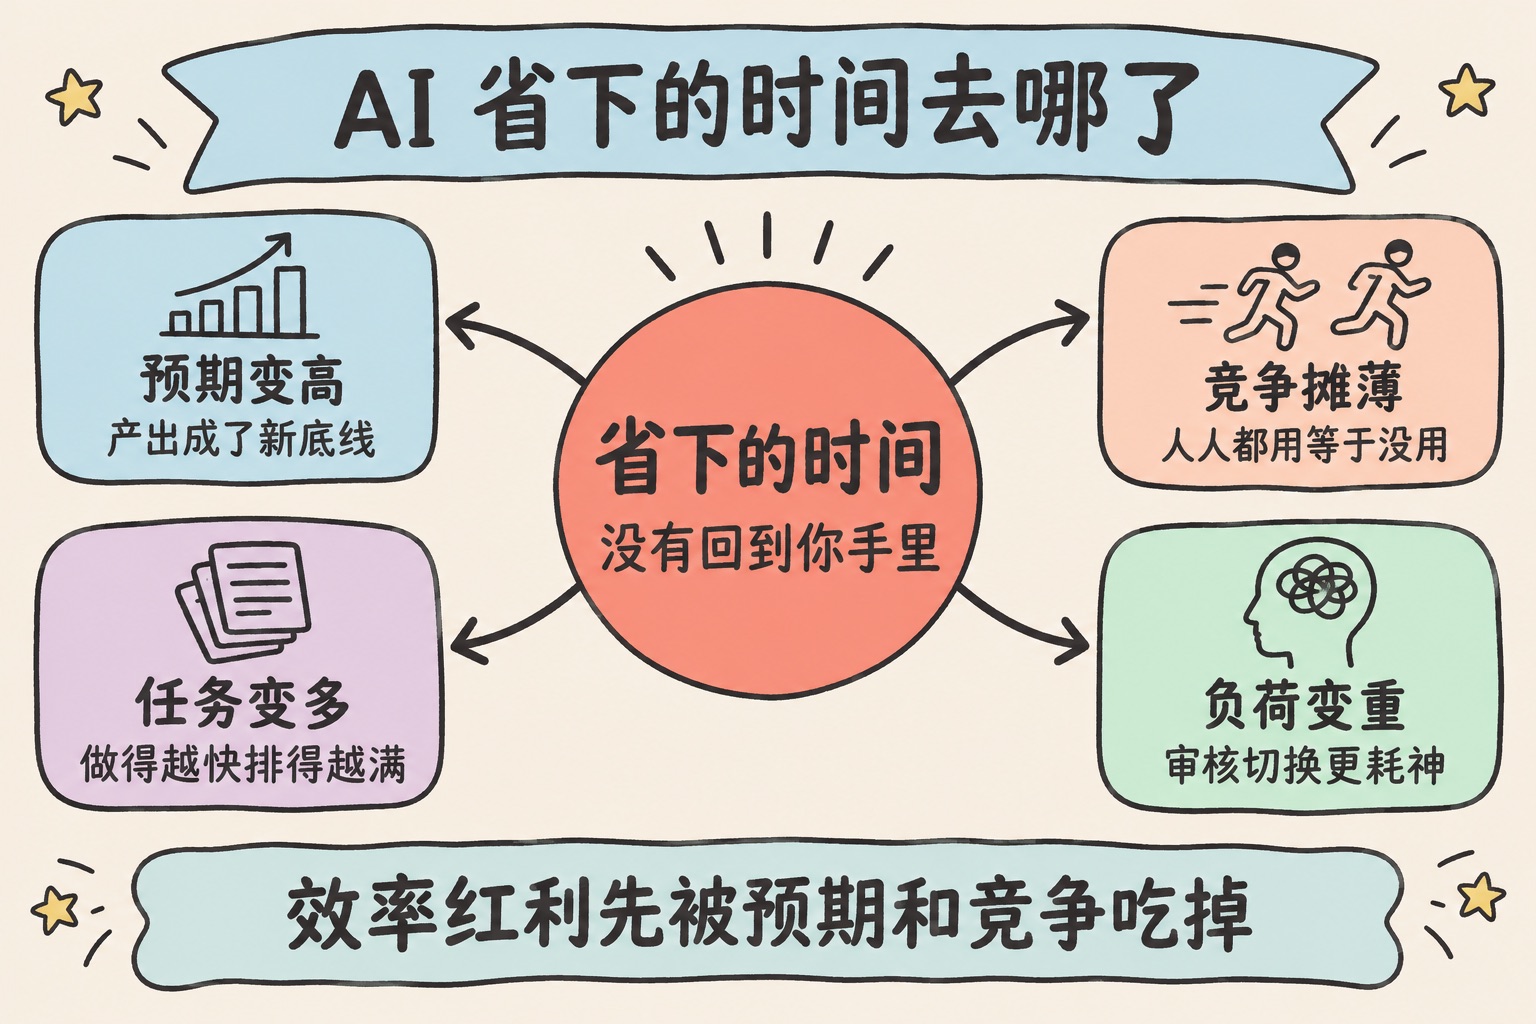 AI 省下的时间去哪了
预期变高
产出成了新底线
竞争摊薄
人人都用等于没用
省下的时间
没有回到你手里
任务变多
做得越快排得越满
负荷变重
审核切换更耗神
效率红利先被预期和竞争吃掉